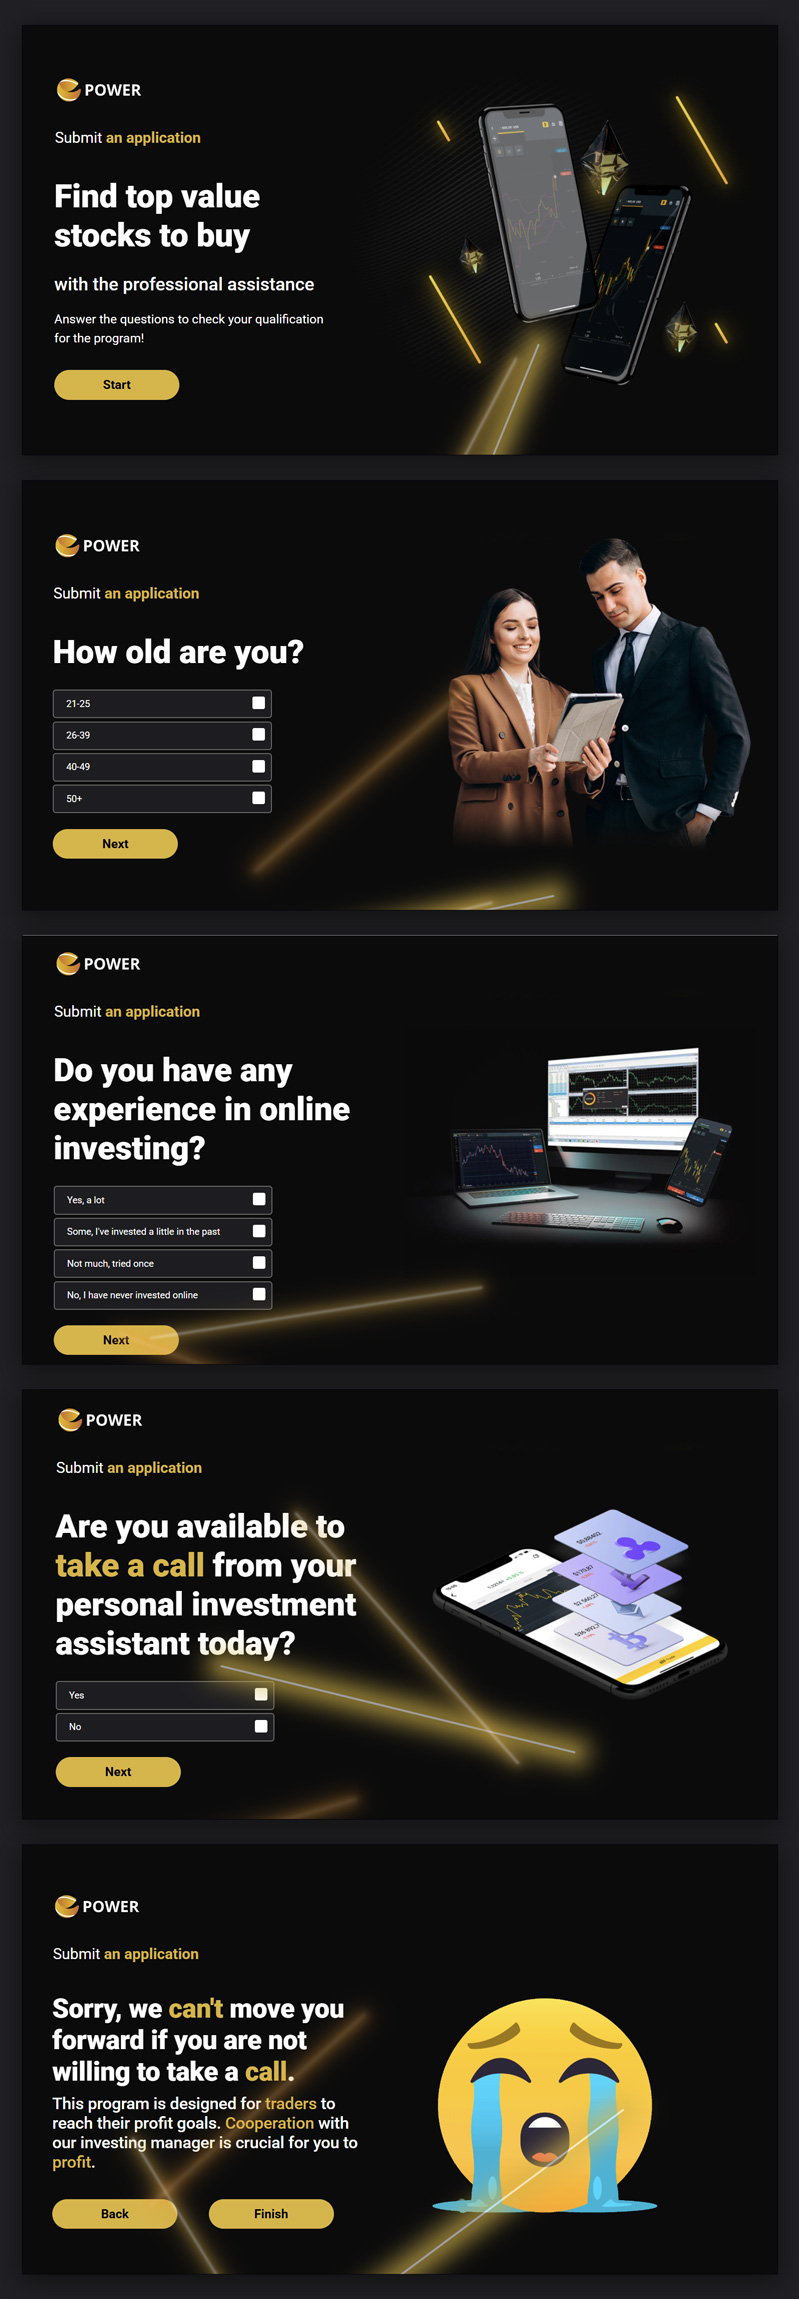 POWER
Submit an application
Find top value
stocks to buy
with the professional assistance
Answer the questions to check your qualification
for the program!
Start
POWER
Submit an application
How old are you?
21-25
26-39
40-49
50+
Next
POWER
Submit an application
Do you have any
experience in online
investing?
Yes, a lot
Some, I've invested a little in the past
Not much, tried once
No, I have never invested online
Next
POWER
Submit an application
Are you available to
take a call from your
personal investment
assistant today?
Yes
No
Next
POWER
Submit an application
Sorry, we can't move you
forward if you are not
willing to take a call.
This program is designed for traders to
reach their profit goals. Cooperation with
our investing manager is crucial for you to
profit.
Back
Finish